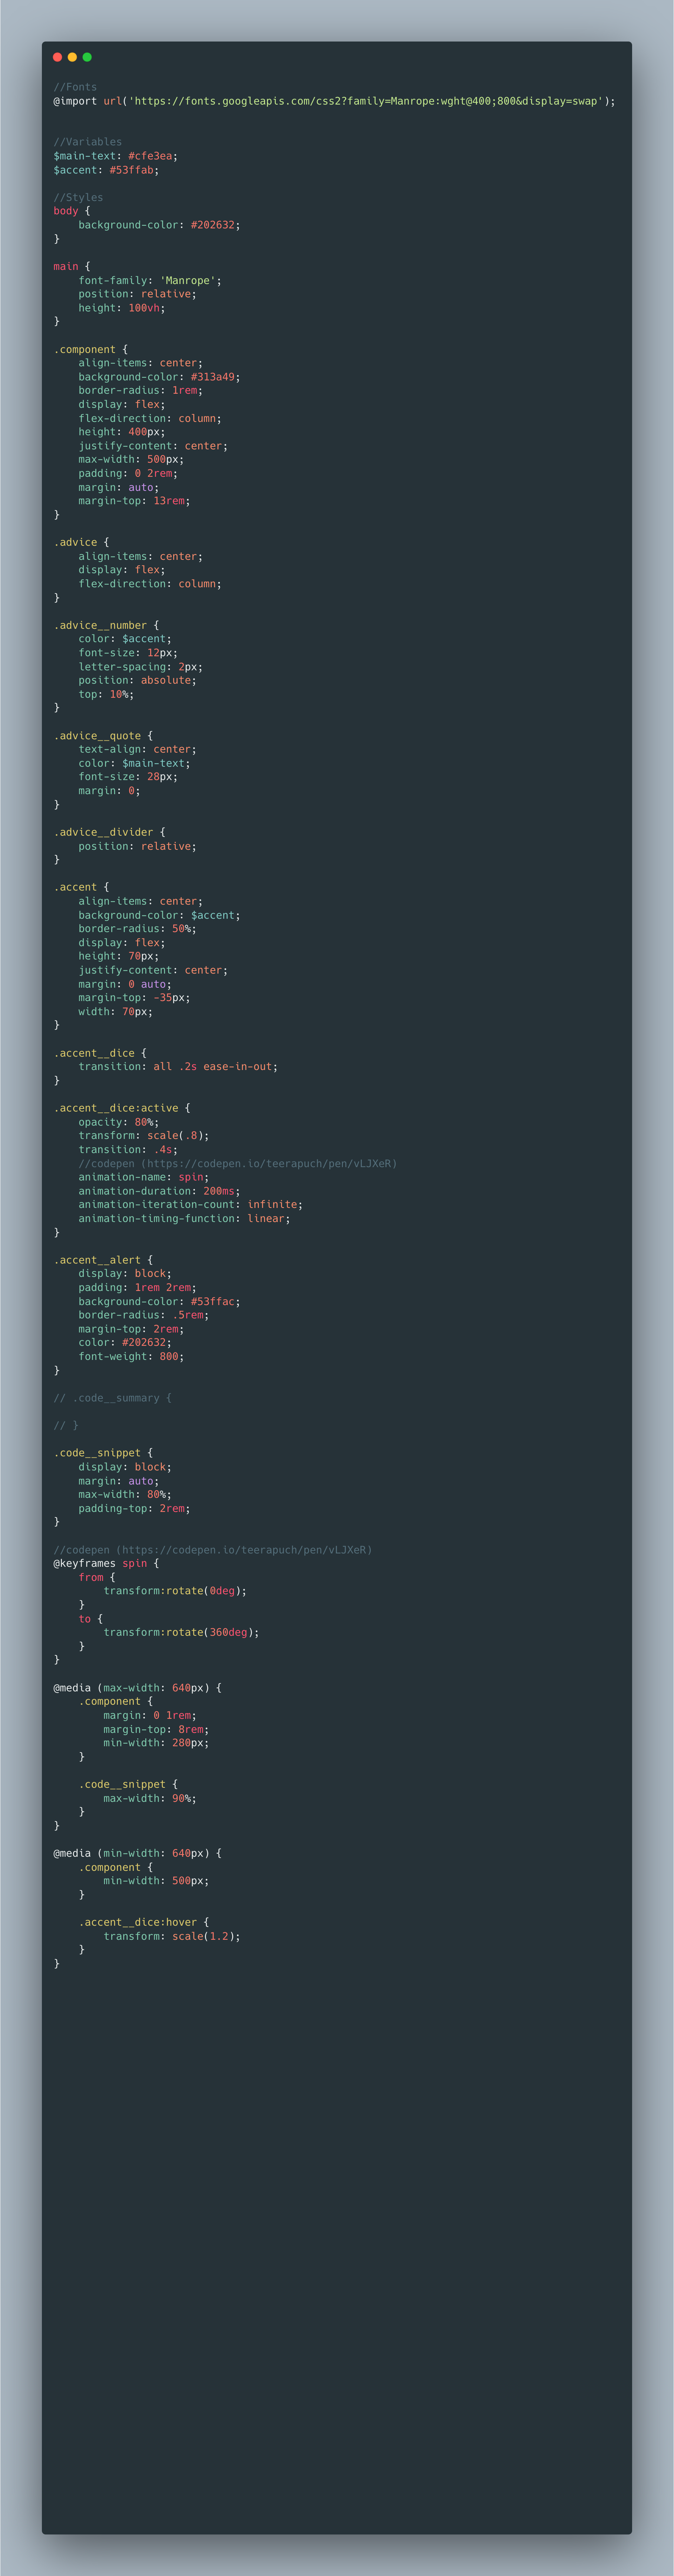 //Fonts
@import url('https://fonts.googleapis.com/css2?family=Manrope:wght@400;800&display=swap');
//Variables
$main-text: #cfe3ea;
$accent: #53ffab;
//Styles
body {
    background-color: #202632;
}
main {
    font-family: 'Manrope';
    position: relative;
    height: 100vh;
}
.component {
    align-items: center;
    background-color: #313a49;
    border-radius: 1rem;
    display: flex;
    flex-direction: column;
    height: 400px;
    justify-content: center;
    max-width: 500px;
    padding: 0 2rem;
    margin: auto;
    margin-top: 13rem;
}
.advice {
    align-items: center;
    display: flex;
    flex-direction: column;
}
.advice__number {
    color: $accent;
    font-size: 12px;
    letter-spacing: 2px;
    position: absolute;
    top: 10%;
}
.advice__quote {
    text-align: center;
    color: $main-text;
    font-size: 28px;
    margin: 0;
}
.advice__divider {
    position: relative;
}
.accent {
    align-items: center;
    background-color: $accent;
    border-radius: 50%;
    display: flex;
    height: 70px;
    justify-content: center;
    margin: 0 auto;
    margin-top: -35px;
    width: 70px;
}
.accent__dice {
    transition: all .2s ease-in-out;
}
.accent__dice:active {
    opacity: 80%;
    transform: scale(.8);
    transition: .4s;
    //codepen (https://codepen.io/teerapuch/pen/vLJXeR)
    animation-name: spin;
    animation-duration: 200ms;
    animation-iteration-count: infinite;
    animation-timing-function: linear;
}
.accent__alert {
    display: block;
    padding: 1rem 2rem;
    background-color: #53ffac;
    border-radius: .5rem;
    margin-top: 2rem;
    color: #202632;
    font-weight: 800;
}
// .code__summary {
// }
.code__snippet {
    display: block;
    margin: auto;
    max-width: 80%;
    padding-top: 2rem;
}
//codepen (https://codepen.io/teerapuch/pen/vLJXeR)
@keyframes spin {
    from {
        transform:rotate(0deg);
    }
    to {
        transform:rotate(360deg);
    }
}
@media (max-width: 640px) {
    .component {
        margin: 0 1rem;
        margin-top: 8rem;
        min-width: 280px;
    }
    .code__snippet {
        max-width: 90%;
    }
}
@media (min-width: 640px) {
    .component {
        min-width: 500px;
    }
    .accent__dice:hover {
        transform: scale(1.2);
    }
}